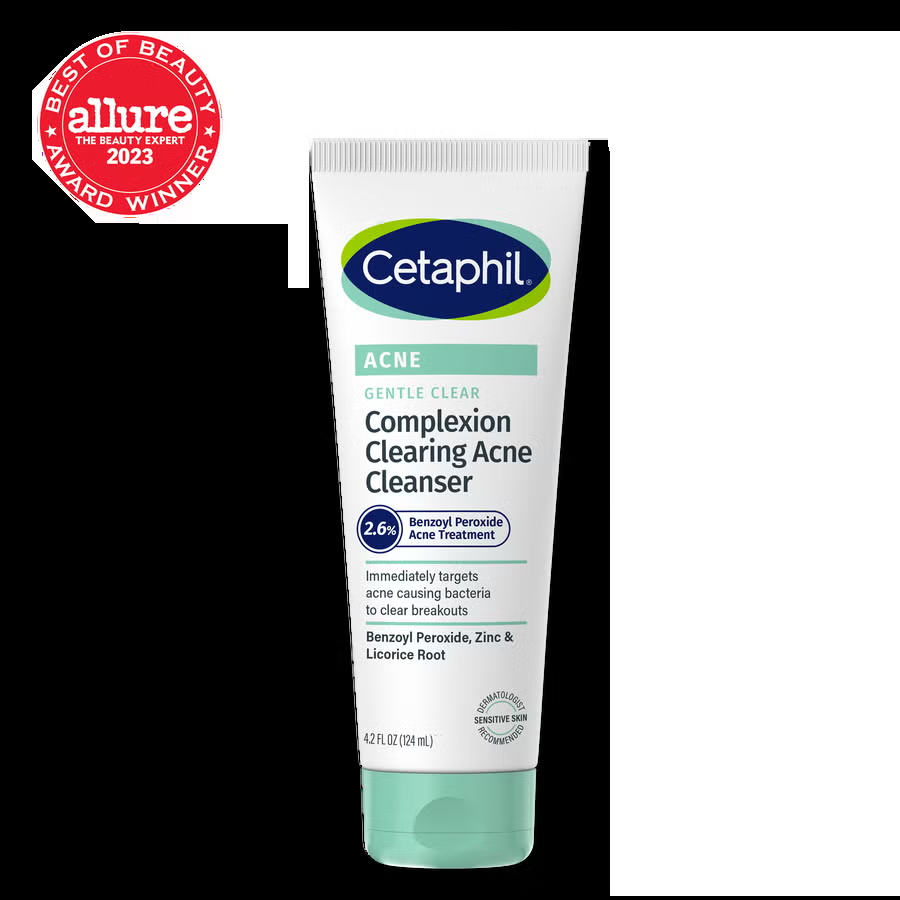 BEST OF BEAUTY
allure
THE BEAUTY EXPERT
2023
AWARD WINNER
Cetaphil®
ACNE
GENTLE CLEAR
Complexion
Clearing Acne
Cleanser
2.6%
Benzoyl Peroxide
Acne Treatment
Immediately targets
acne causing bacteria
to clear breakouts
Benzoyl Peroxide, Zinc &
Licorice Root
DERMATOLOGIST
SENSITIVE SKIN
RECOMMENDED
4.2 FL OZ (124 mL)